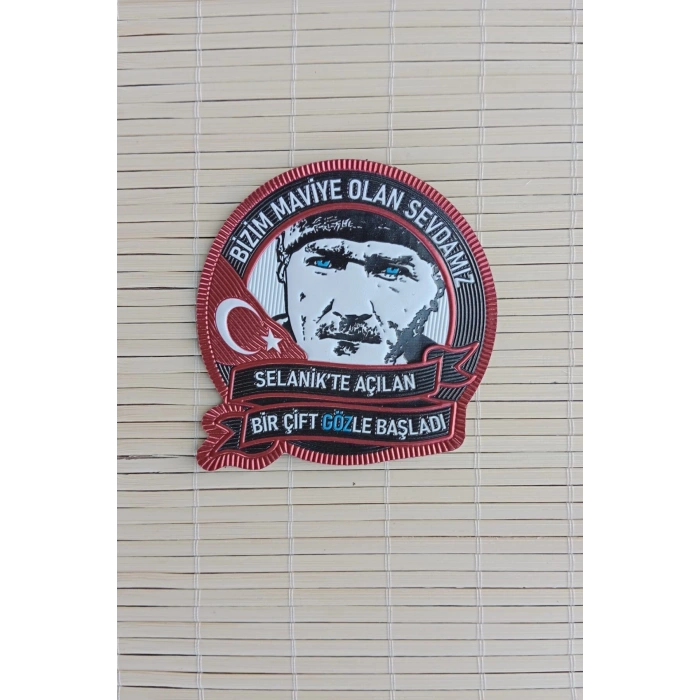 BİZİM MAVİYE OLAN SEVDAMIZ
SELANİK'TE AÇILAN
BİR ÇİFT GÖZLE BAŞLADI